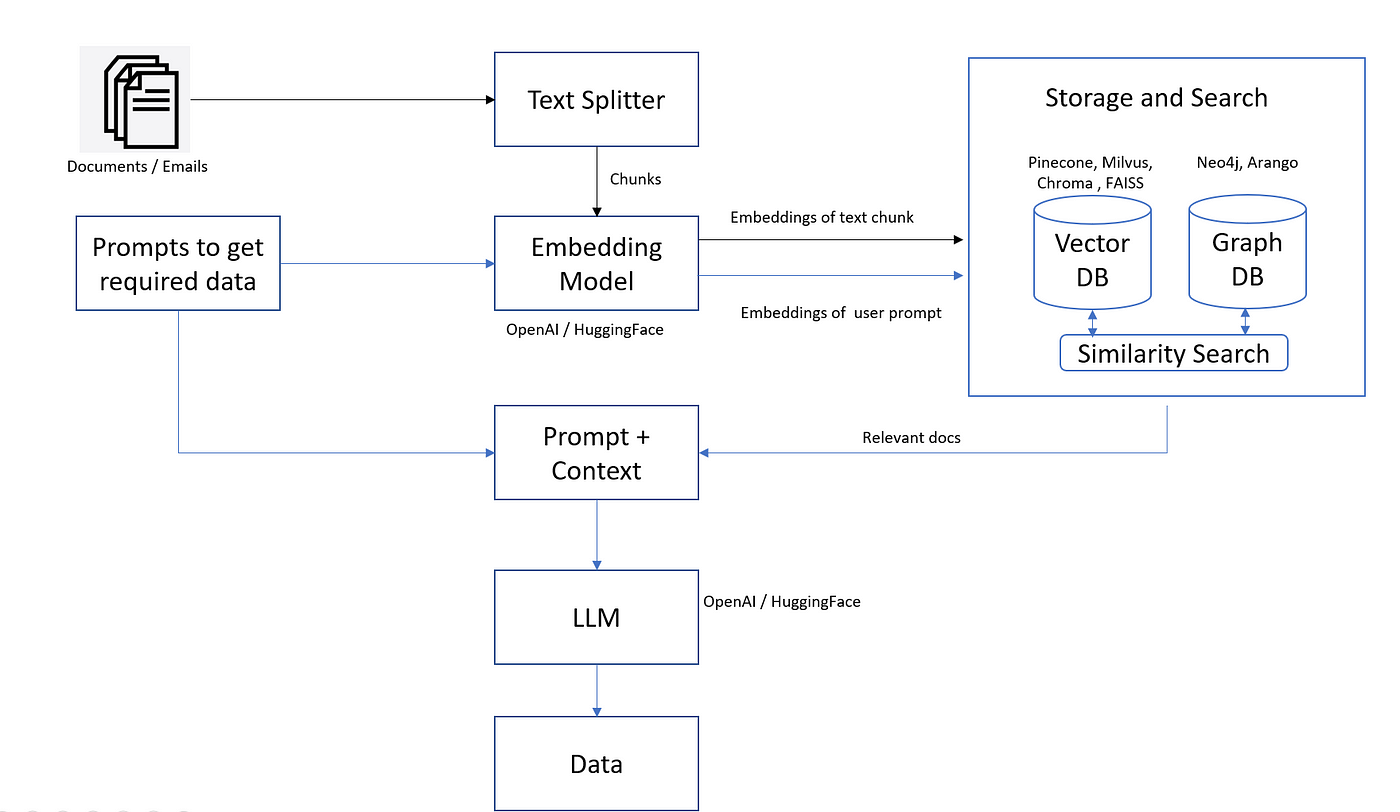 Text Splitter
Storage and Search
Documents / Emails
Chunks
Pinecone, Milvus,
Chroma , FAISS
Neo4j, Arango
Prompts to get
required data
Embedding
Model
Embeddings of text chunk
Vector
DB
Graph
DB
Embeddings of user prompt
OpenAI / HuggingFace
Similarity Search
Prompt +
Context
Relevant docs
LLM
OpenAI / HuggingFace
Data